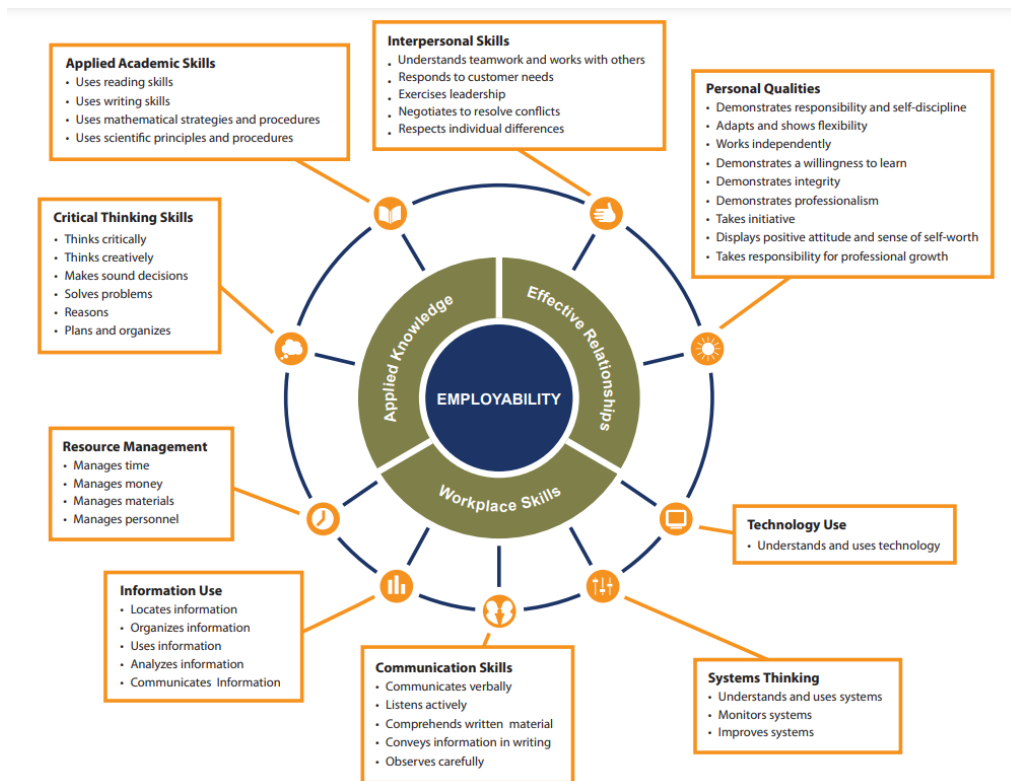 Interpersonal Skills
Understands teamwork and works with others
Responds to customer needs
Exercises leadership
Negotiates to resolve conflicts
Respects individual differences
Applied Academic Skills
• Uses reading skills
• Uses writing skills
• Uses mathematical strategies and procedures
• Uses scientific principles and procedures
Personal Qualities
• Demonstrates responsibility and self-discipline
• Adapts and shows flexibility
• Works independently
• Demonstrates a willingness to learn
• Demonstrates integrity
• Demonstrates professionalism
• Takes initiative
• Displays positive attitude and sense of self-worth
• Takes responsibility for professional growth
Critical Thinking Skills
• Thinks critically
• Thinks creatively
• Makes sound decisions
• Solves problems
• Reasons
• Plans and organizes
Applied Knowledge
Effective Relationships
EMPLOYABILITY
Workplace Skills
Resource Management
• Manages time
• Manages money
• Manages materials
• Manages personnel
Technology Use
• Understands and uses technology
Information Use
• Locates information
• Organizes information
• Uses information
• Analyzes information
• Communicates Information
Communication Skills
• Communicates verbally
• Listens actively
• Comprehends written material
• Conveys information in writing
• Observes carefully
Systems Thinking
• Understands and uses systems
• Monitors systems
• Improves systems